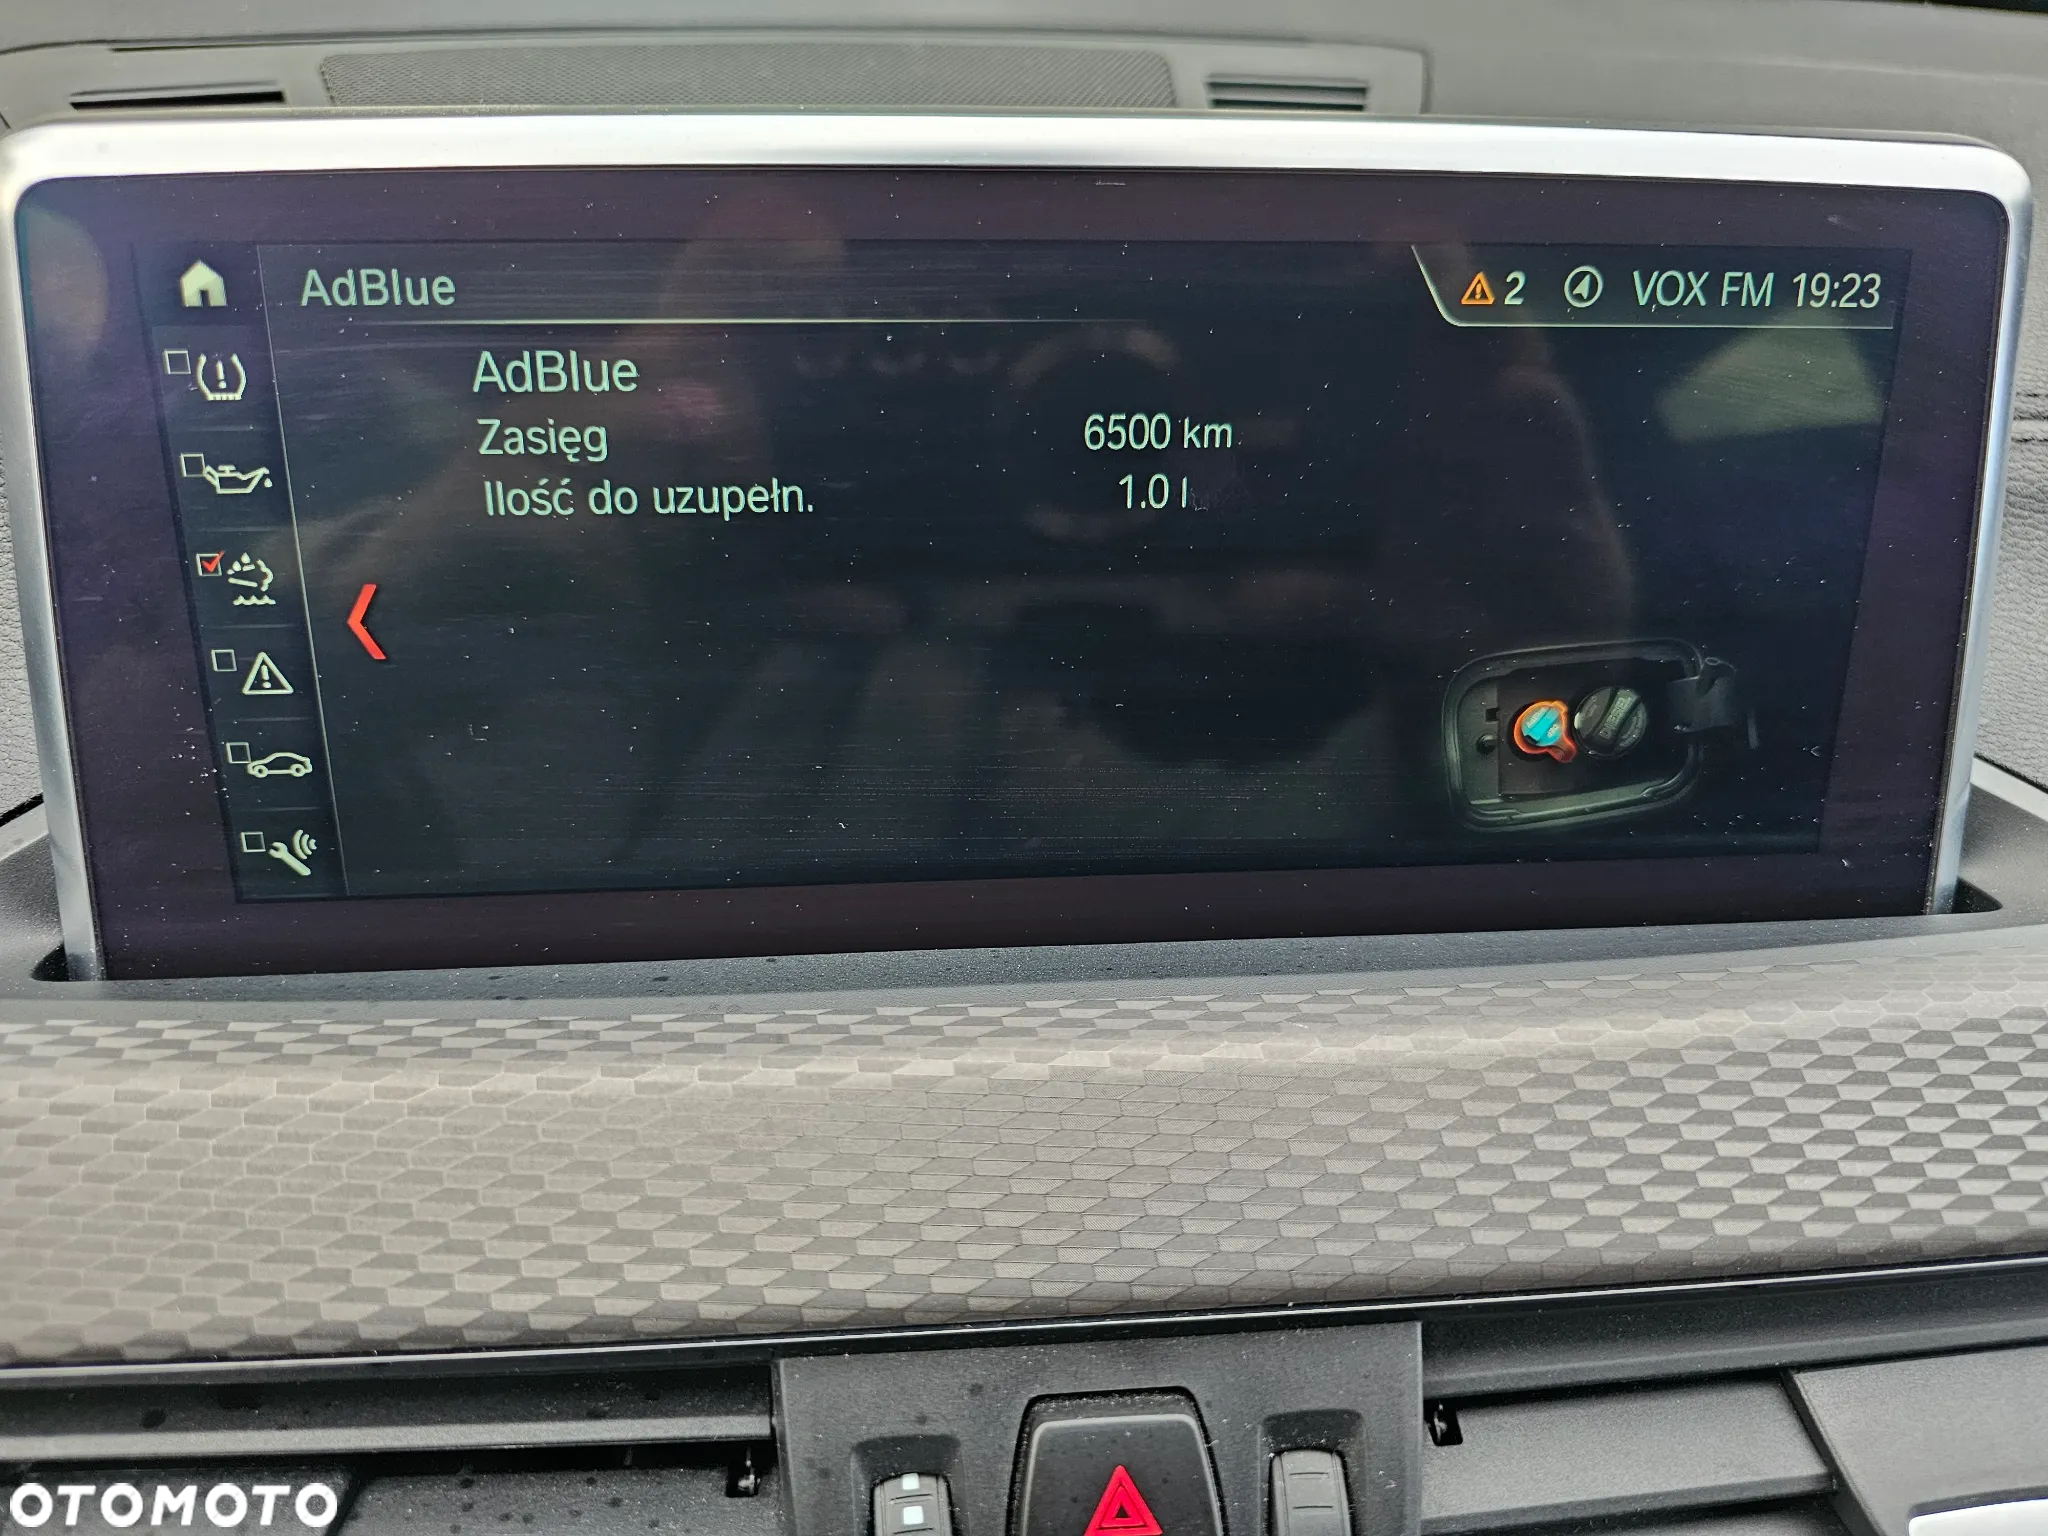 AdBlue
2 VOX FM 19:23
AdBlue
Zasięg 6500 km
Ilość do uzupełn. 1.0 l
OTOMOTO